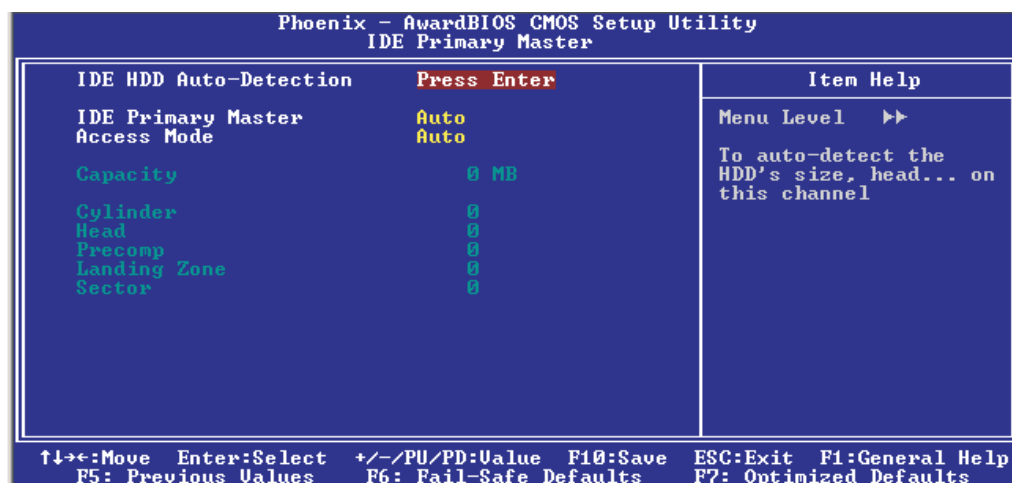 Phoenix - AwardBIOS CMOS Setup Utility
IDE Primary Master
IDE HDD Auto-Detection Press Enter
IDE Primary Master Auto
Access Mode Auto
Capacity 0 MB
Cylinder 0
Head 0
Precomp 0
Landing Zone 0
Sector 0
Item Help
Menu Level ▶▶
To auto-detect the
HDD's size, head... on
this channel
↑↓→←:Move Enter:Select +/-/PU/PD:Value F10:Save ESC:Exit F1:General Help
F5: Previous Values F6: Fail-Safe Defaults F7: Optimized Defaults